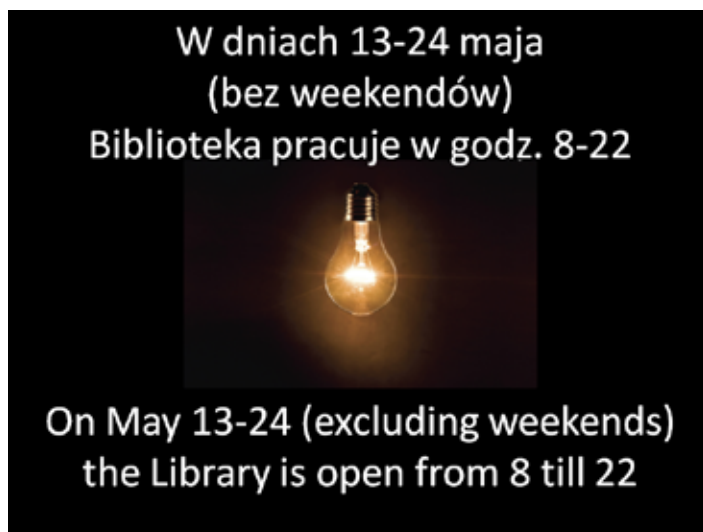 W dniach 13-24 maja
(bez weekendów)
Biblioteka pracuje w godz. 8-22
On May 13-24 (excluding weekends)
the Library is open from 8 till 22